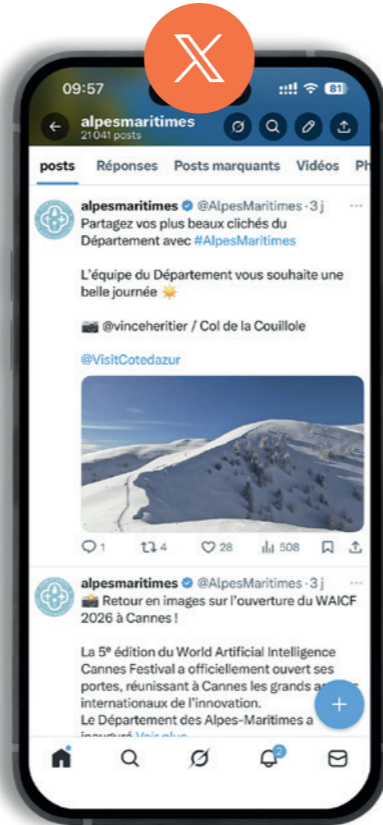 09:57
81
alpesmaritimes
21041 posts
posts Réponses Posts marquants Vidéos Ph
alpesmaritimes @AlpesMaritimes · 3 j
Partagez vos plus beaux clichés du
Département avec #AlpesMaritimes
L'équipe du Département vous souhaite une
belle journée ☀️
📸 @vinceheritier / Col de la Couillole
@VisitCotedazur
1 4 28 508
alpesmaritimes @AlpesMaritimes · 3 j
📸 Retour en images sur l'ouverture du WAICF
2026 à Cannes !
La 5ᵉ édition du World Artificial Intelligence
Cannes Festival a officiellement ouvert ses
portes, réunissant à Cannes les grands
internationaux de l'innovation.
Le Département des Alpes-Maritimes a
inauguré Voir plus
2